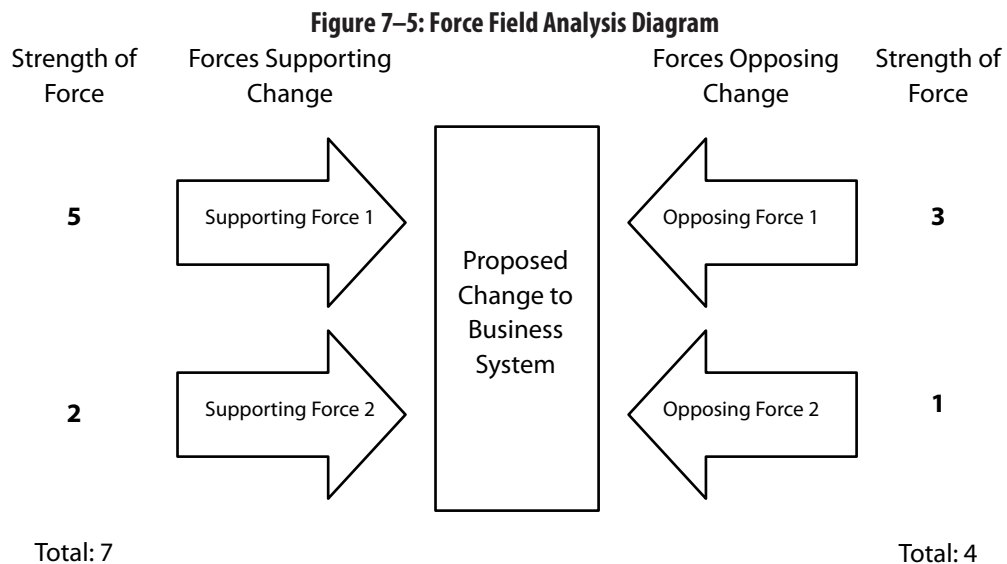 Figure 7–5: Force Field Analysis Diagram
Strength of
Force
Forces Supporting
Change
Forces Opposing
Change
Strength of
Force
5
Supporting Force 1
Proposed
Change to
Business
System
Opposing Force 1
3
2
Supporting Force 2
Opposing Force 2
1
Total: 7
Total: 4